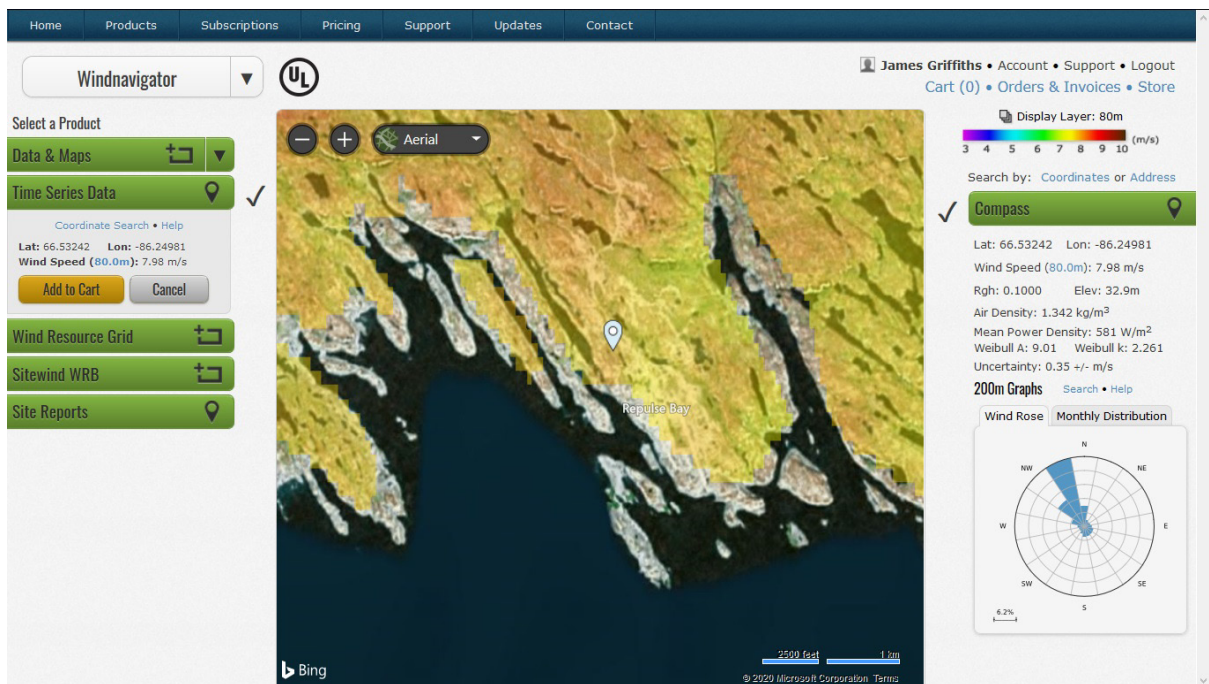 Home Products Subscriptions Pricing Support Updates Contact
Windnavigator
UL
James Griffiths • Account • Support • Logout
Cart (0) • Orders & Invoices • Store
Select a Product
Data & Maps
Time Series Data
Coordinate Search • Help
Lat: 66.53242 Lon: -86.24981
Wind Speed (80.0m): 7.98 m/s
Add to Cart Cancel
Wind Resource Grid
Sitewind WRB
Site Reports
Aerial
Repulse Bay
2500 feet 1 km
Bing
© 2020 Microsoft Corporation Terms
Display Layer: 80m
3 4 5 6 7 8 9 10 (m/s)
Search by: Coordinates or Address
Compass
Lat: 66.53242 Lon: -86.24981
Wind Speed (80.0m): 7.98 m/s
Rgh: 0.1000 Elev: 32.9m
Air Density: 1.342 kg/m³
Mean Power Density: 581 W/m²
Weibull A: 9.01 Weibull k: 2.261
Uncertainty: 0.35 +/- m/s
200m Graphs Search • Help
Wind Rose Monthly Distribution
N
NW NE
W E
SW SE
S
6.2%